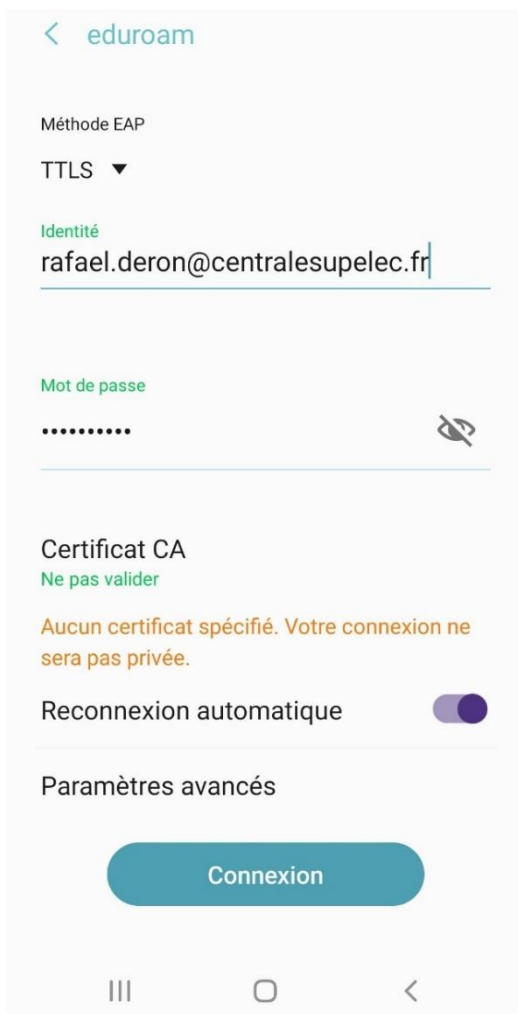 eduroam
Méthode EAP
TTLS
Identité
rafael.deron@centralesupelec.fr
Mot de passe
••••••••••
Certificat CA
Ne pas valider
Aucun certificat spécifié. Votre connexion ne
sera pas privée.
Reconnexion automatique
Paramètres avancés
Connexion